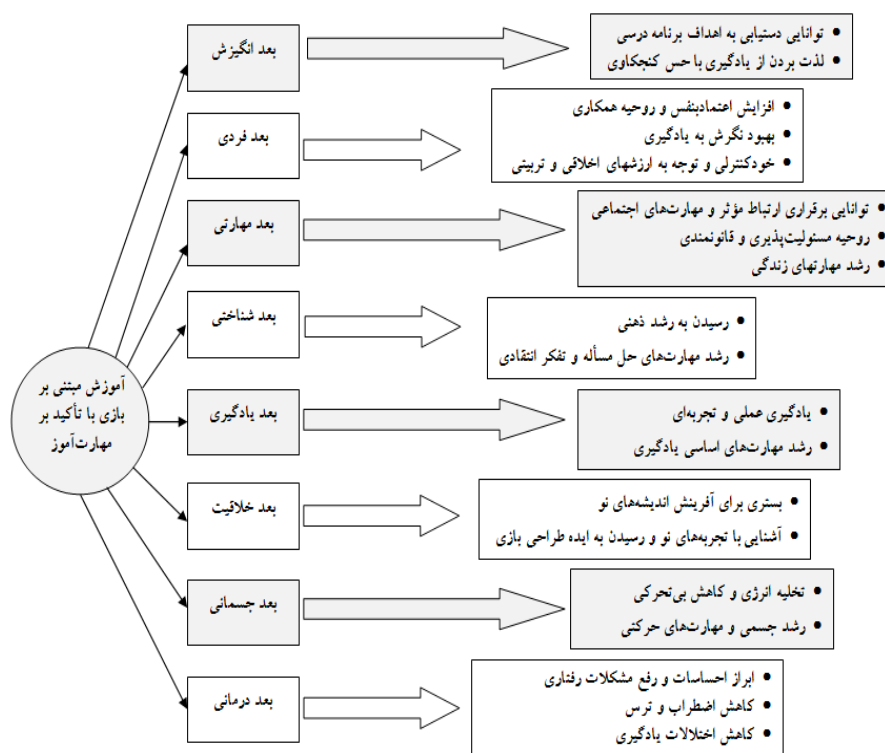 بعد انگیزش
• توانایی دستیابی به اهداف برنامه درسی
• لذت بردن از یادگیری با حس کنجکاوی
بعد فردی
• افزایش اعتمادبنفس و روحیه همکاری
• بهبود نگرش به یادگیری
• خودکنترلی و توجه به ارزشهای اخلاقی و تربیتی
بعد مهارتی
• توانایی برقراری ارتباط مؤثر و مهارت‌های اجتماعی
• روحیه مسئولیت‌پذیری و قانونمندی
• رشد مهارتهای زندگی
بعد شناختی
• رسیدن به رشد ذهنی
• رشد مهارت‌های حل مسأله و تفکر انتقادی
آموزش مبتنی بر
بازی با تأکید بر
مهارت‌آموز
بعد یادگیری
• یادگیری عملی و تجربه‌ای
• رشد مهارت‌های اساسی یادگیری
بعد خلاقیت
• بستری برای آفرینش اندیشه‌های نو
• آشنایی با تجربه‌های نو و رسیدن به ایده طراحی بازی
بعد جسمانی
• تخلیه انرژی و کاهش بی‌تحرکی
• رشد جسمی و مهارت‌های حرکتی
بعد درمانی
• ابراز احساسات و رفع مشکلات رفتاری
• کاهش اضطراب و ترس
• کاهش اختلالات یادگیری